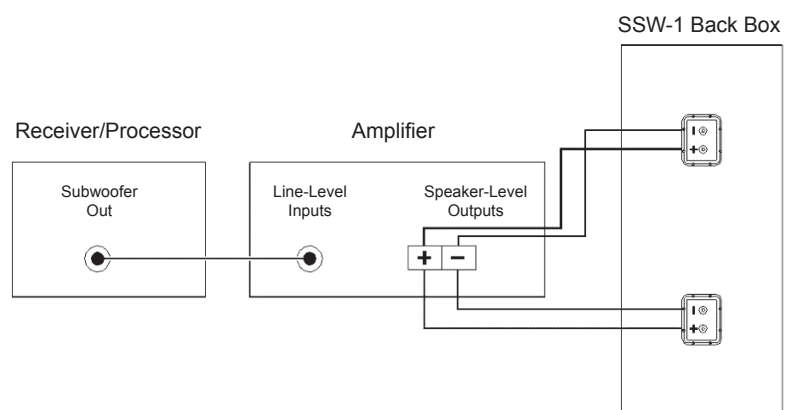 SSW-1 Back Box
Receiver/Processor
Amplifier
Subwoofer
Out
Line-Level
Inputs
Speaker-Level
Outputs
+ −
−
+
−
+